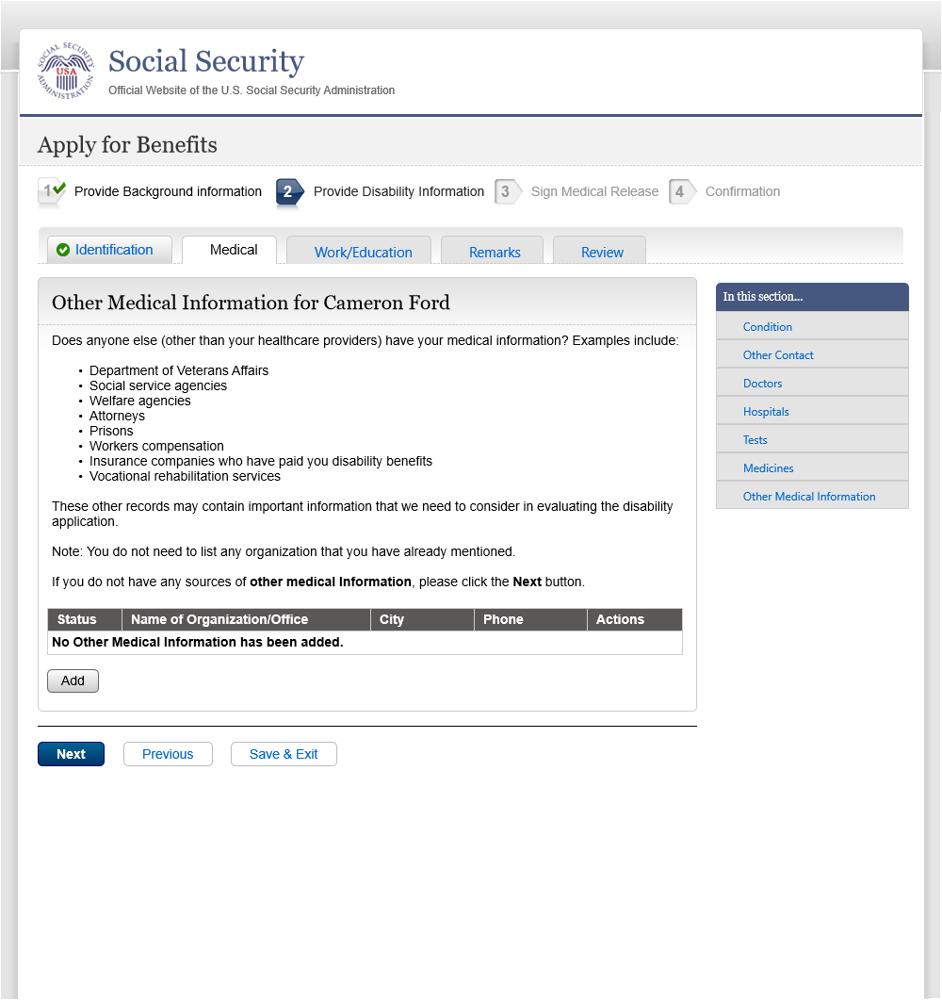 SOCIAL SECURITY ADMINISTRATION
USA
Social Security
Official Website of the U.S. Social Security Administration
Apply for Benefits
1 Provide Background information 2 Provide Disability Information 3 Sign Medical Release 4 Confirmation
Identification Medical Work/Education Remarks Review
Other Medical Information for Cameron Ford
Does anyone else (other than your healthcare providers) have your medical information? Examples include:
• Department of Veterans Affairs
• Social service agencies
• Welfare agencies
• Attorneys
• Prisons
• Workers compensation
• Insurance companies who have paid you disability benefits
• Vocational rehabilitation services
These other records may contain important information that we need to consider in evaluating the disability
application.
Note: You do not need to list any organization that you have already mentioned.
If you do not have any sources of other medical Information, please click the Next button.
Status Name of Organization/Office City Phone Actions
No Other Medical Information has been added.
Add
Next Previous Save & Exit
In this section...
Condition
Other Contact
Doctors
Hospitals
Tests
Medicines
Other Medical Information